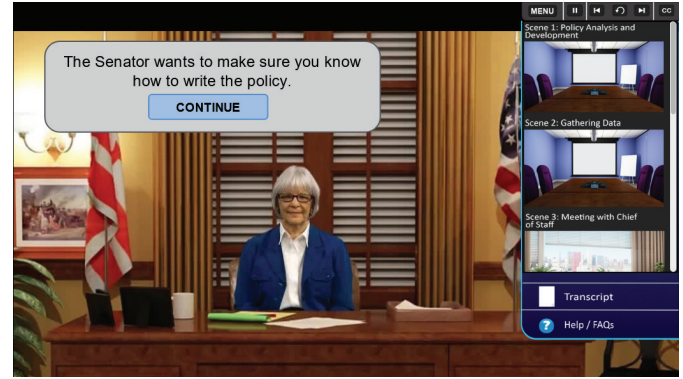 The Senator wants to make sure you know
how to write the policy.
CONTINUE
MENU
CC
Scene 1: Policy Analysis and
Development
Scene 2: Gathering Data
Scene 3: Meeting with Chief
of Staff
Transcript
? Help / FAQs